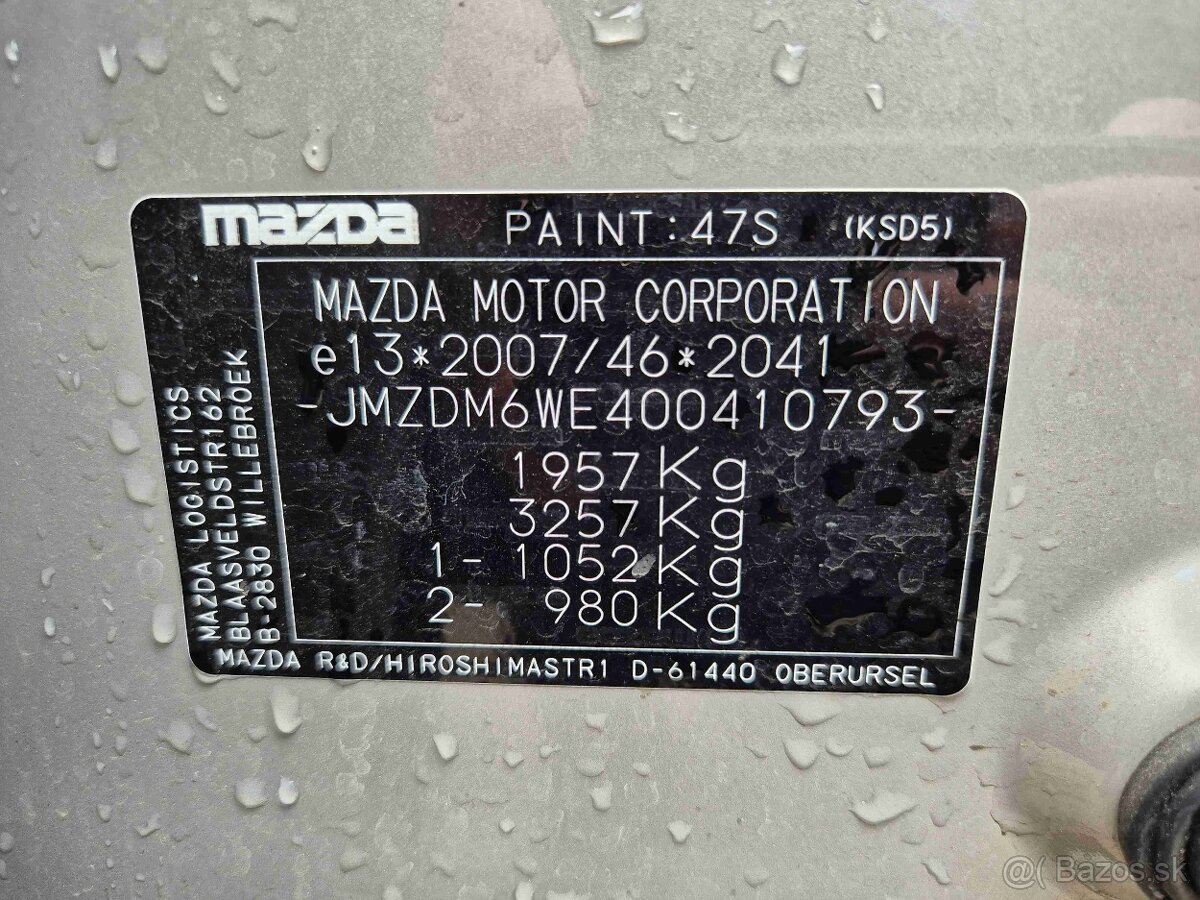 mazda PAINT:47S (KSD5)
MAZDA MOTOR CORPORATION
e13*2007/46*2041
-JMZDM6WE400410793-
1957Kg
3257Kg
1- 1052Kg
2- 980Kg
MAZDA LOGISTICS
BLAASVELDSTR162
B-2830 WILLEBROEK
MAZDA R&D/HIROSHIMASTR1 D-61440 OBERURSEL
@( Bazos.sk